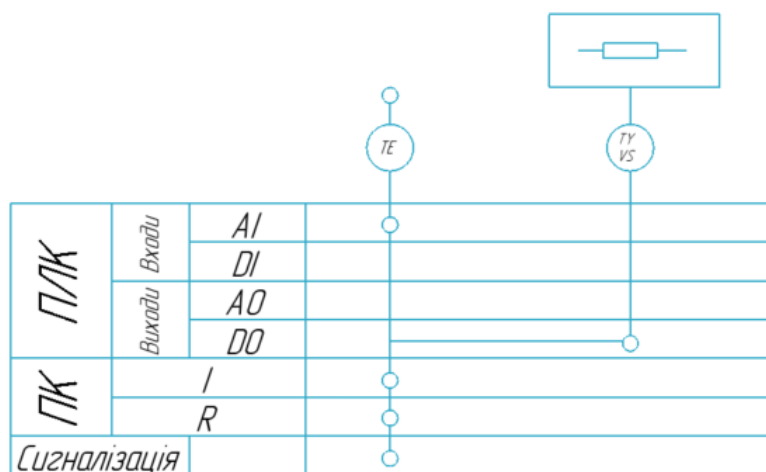 TE
TY
VS
ПЛК
Входи
AI
DI
Виходи
AO
DO
ПК
I
R
Сигналізація